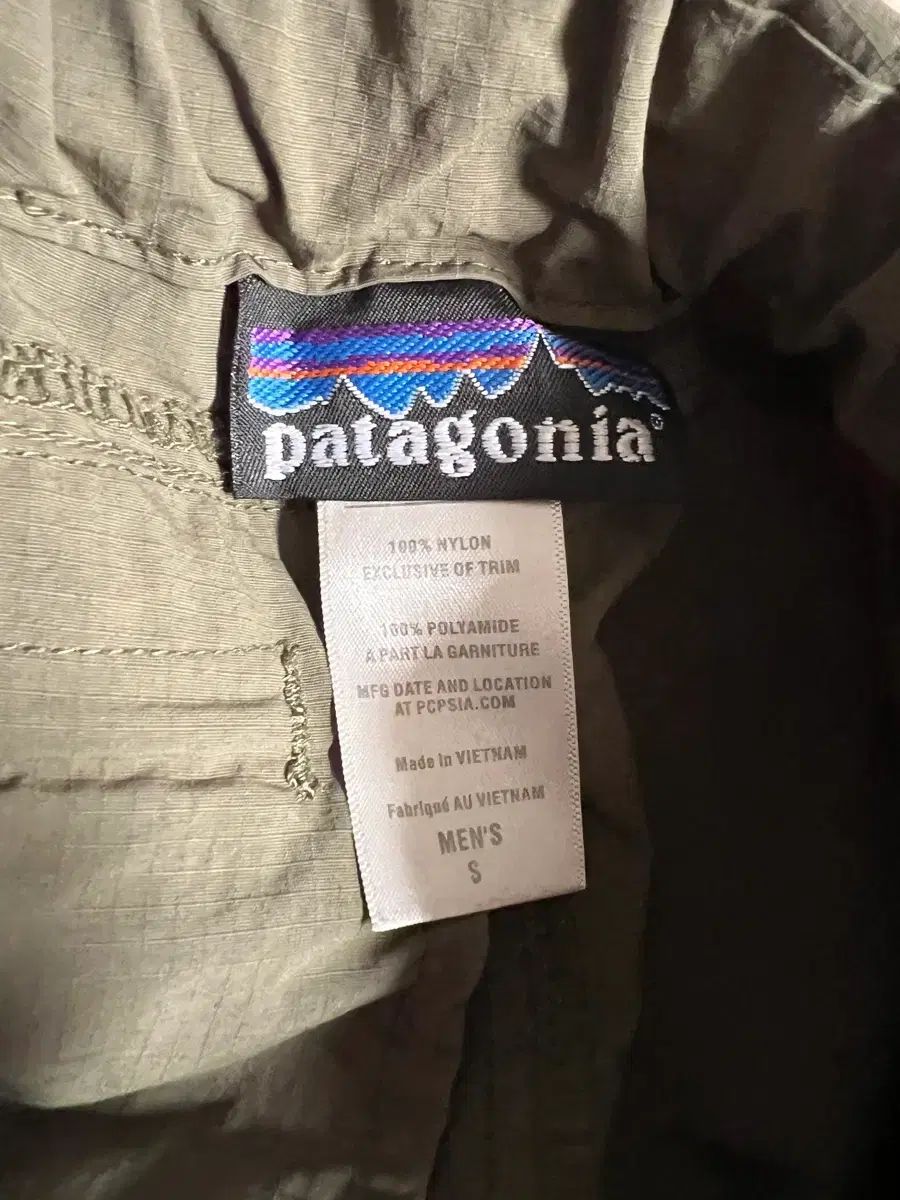 patagonia®
100% NYLON
EXCLUSIVE OF TRIM
100% POLYAMIDE
A PART LA GARNITURE
MFG DATE AND LOCATION
AT PCPSIA.COM
Made in VIETNAM
Fabriqué AU VIETNAM
MEN'S
S